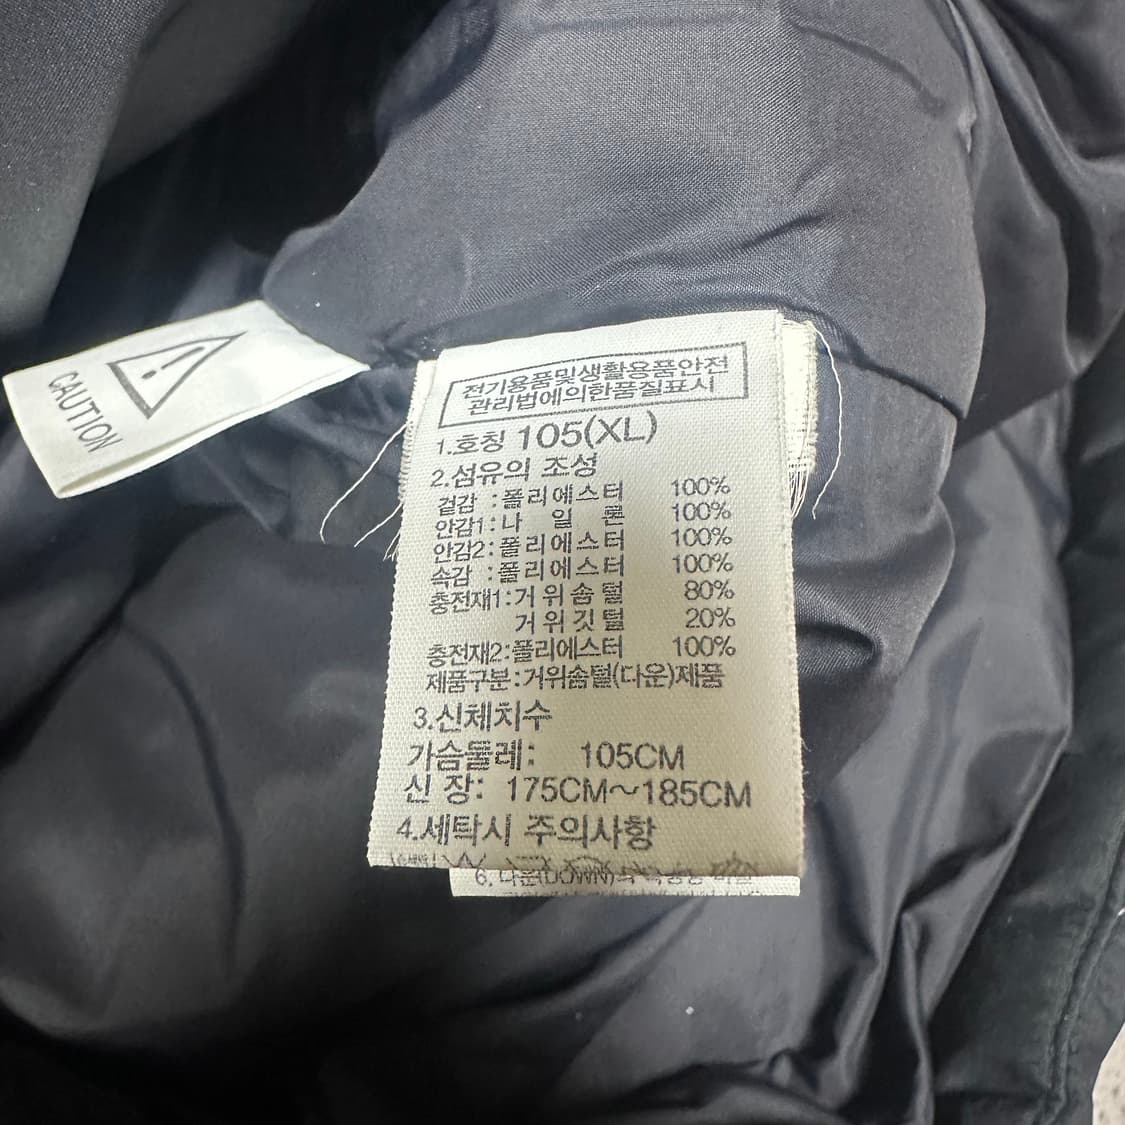 CAUTION
전기용품및생활용품안전
관리법에의한품질표시
1.호칭 105(XL)
2.섬유의 조성
겉감 :폴리에스터 100%
안감1:나 일 론 100%
안감2:폴리에스터 100%
속감 :폴리에스터 100%
충전재1:거위솜털 80%
거위깃털 20%
충전재2:폴리에스터 100%
제품구분:거위솜털(다운)제품
3.신체치수
가슴둘레: 105CM
신 장: 175CM~185CM
4.세탁시 주의사항
6. 다운(DOWN)